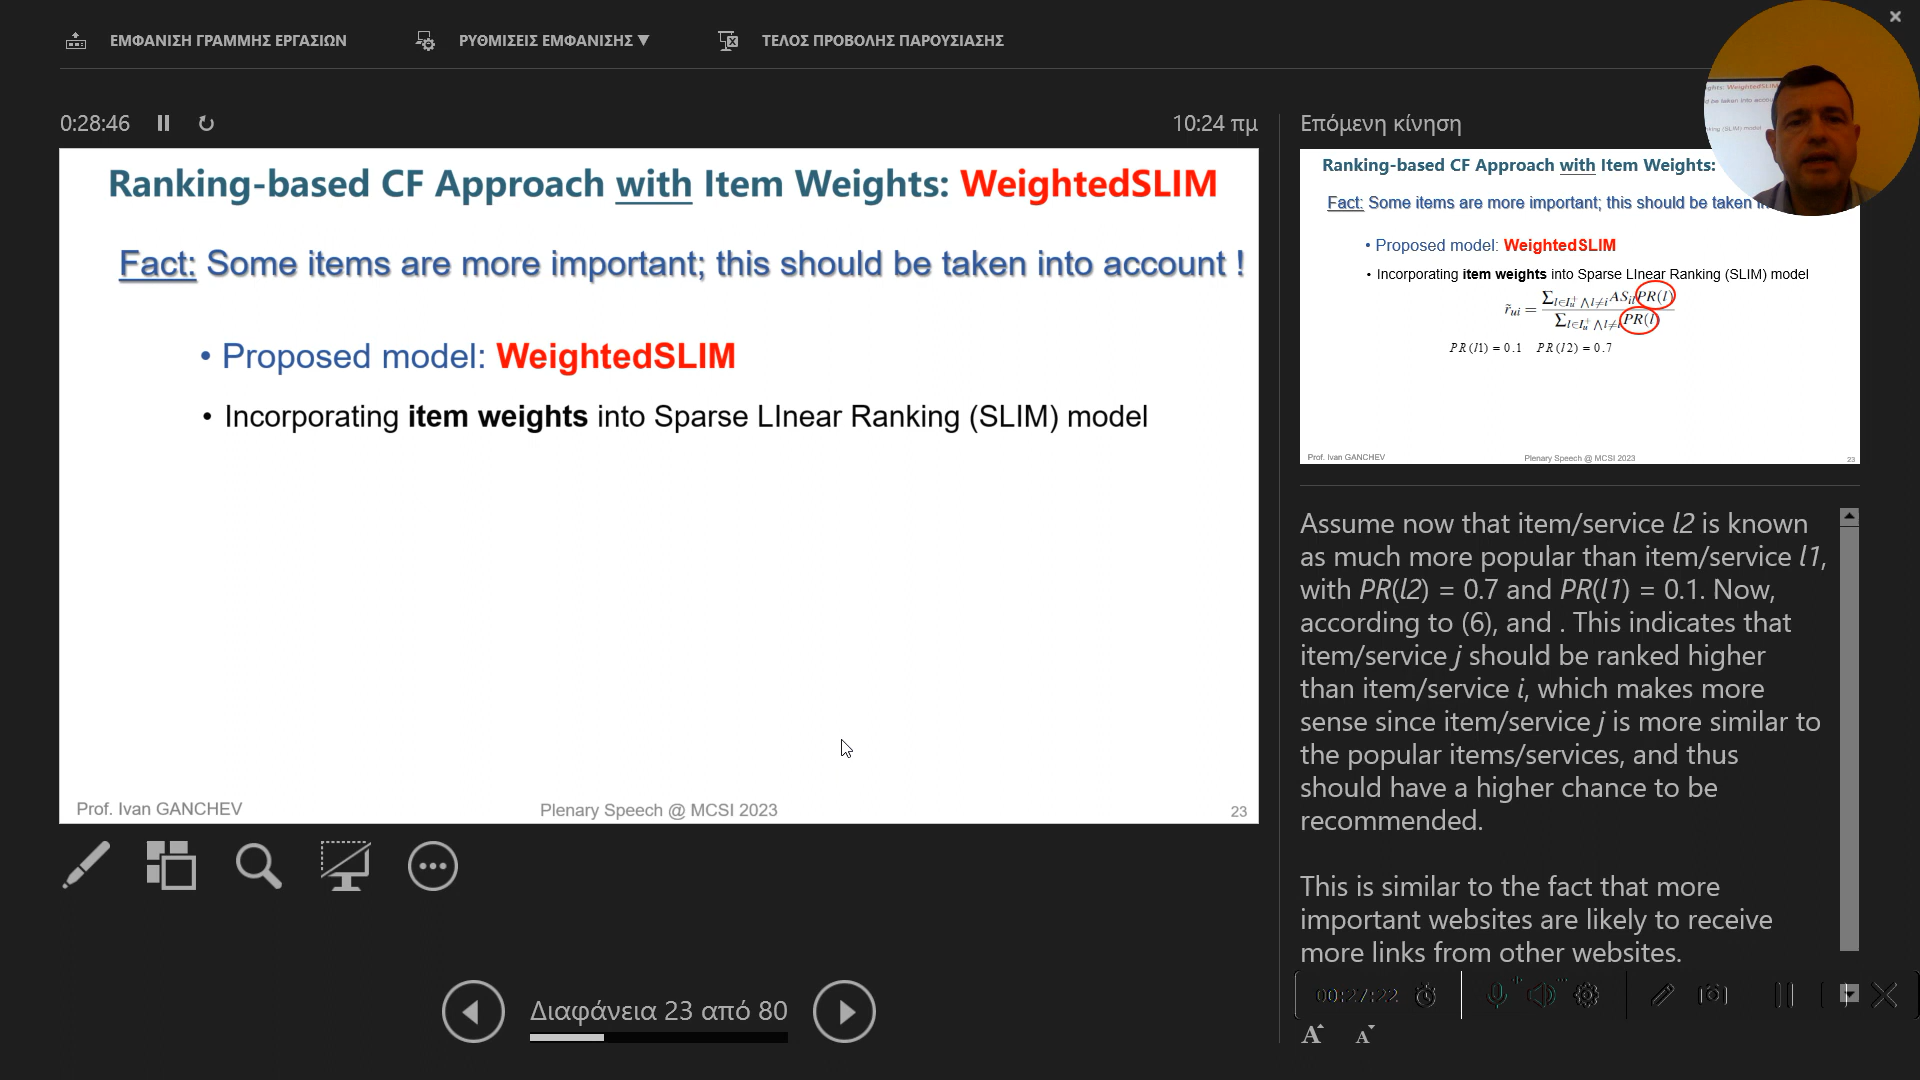 ΕΜΦΑΝΙΣΗ ΓΡΑΜΜΗΣ ΕΡΓΑΣΙΩΝ
ΡΥΘΜΙΣΕΙΣ ΕΜΦΑΝΙΣΗΣ ▼
ΤΕΛΟΣ ΠΡΟΒΟΛΗΣ ΠΑΡΟΥΣΙΑΣΗΣ
0:28:46
10:24 πμ
Ranking-based CF Approach with Item Weights: WeightedSLIM
Fact: Some items are more important; this should be taken into account !
• Proposed model: WeightedSLIM
• Incorporating item weights into Sparse LInear Ranking (SLIM) model
Prof. Ivan GANCHEV
Plenary Speech @ MCSI 2023
23
Διαφάνεια 23 από 80
Επόμενη κίνηση
Ranking-based CF Approach with Item Weights:
Fact: Some items are more important; this should be taken
• Proposed model: WeightedSLIM
• Incorporating item weights into Sparse LInear Ranking (SLIM) model
r̃ui = ∑l∈Iu+ ⋀l≠i ASil PR(l) / ∑l∈Iu+ ⋀l≠i PR(l)
PR(l1) = 0.1 PR(l2) = 0.7
Prof. Ivan GANCHEV
Plenary Speech @ MCSI 2023
23
Assume now that item/service l2 is known
as much more popular than item/service l1,
with PR(l2) = 0.7 and PR(l1) = 0.1. Now,
according to (6), and . This indicates that
item/service j should be ranked higher
than item/service i, which makes more
sense since item/service j is more similar to
the popular items/services, and thus
should have a higher chance to be
recommended.
This is similar to the fact that more
important websites are likely to receive
more links from other websites.
00:27:22
A A